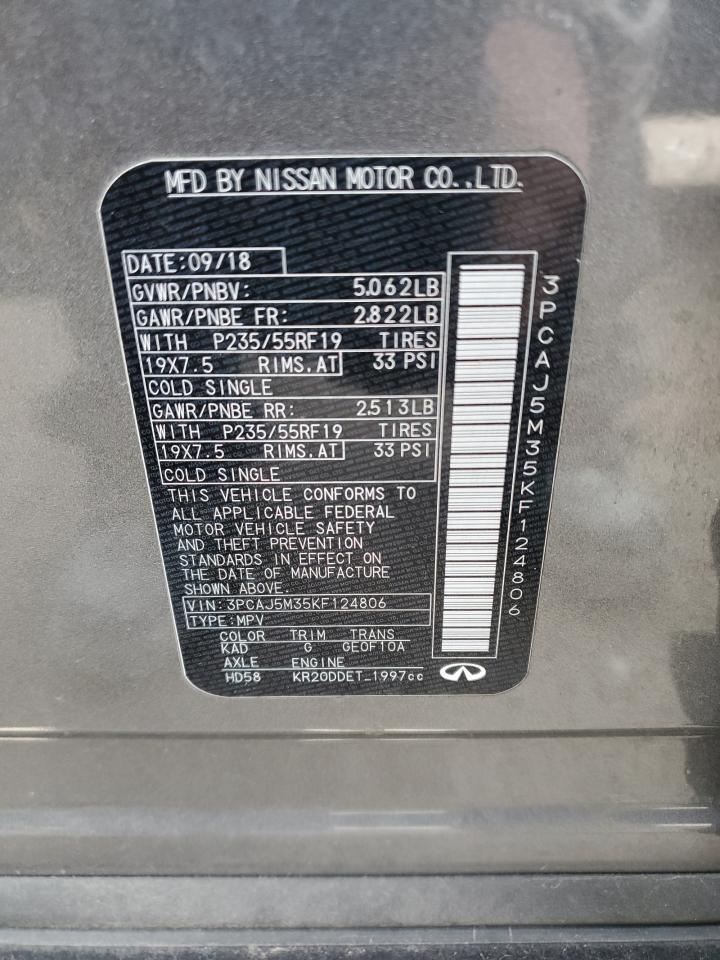 MFD BY NISSAN MOTOR CO.,LTD.
DATE:09/18
GVWR/PNBV: 5.062LB
GAWR/PNBE FR: 2.822LB
WITH P235/55RF19 TIRES
19X7.5 RIMS.AT 33 PSI
COLD SINGLE
GAWR/PNBE RR: 2.513LB
WITH P235/55RF19 TIRES
19X7.5 RIMS.AT 33 PSI
COLD SINGLE
THIS VEHICLE CONFORMS TO
ALL APPLICABLE FEDERAL
MOTOR VEHICLE SAFETY
AND THEFT PREVENTION
STANDARDS IN EFFECT ON
THE DATE OF MANUFACTURE
SHOWN ABOVE.
VIN:3PCAJ5M35KF124806
TYPE:MPV
COLOR TRIM TRANS
KAD G GE0F10A
AXLE ENGINE
HD58 KR20DDET_1997cc
3PCAJ5M35KF124806